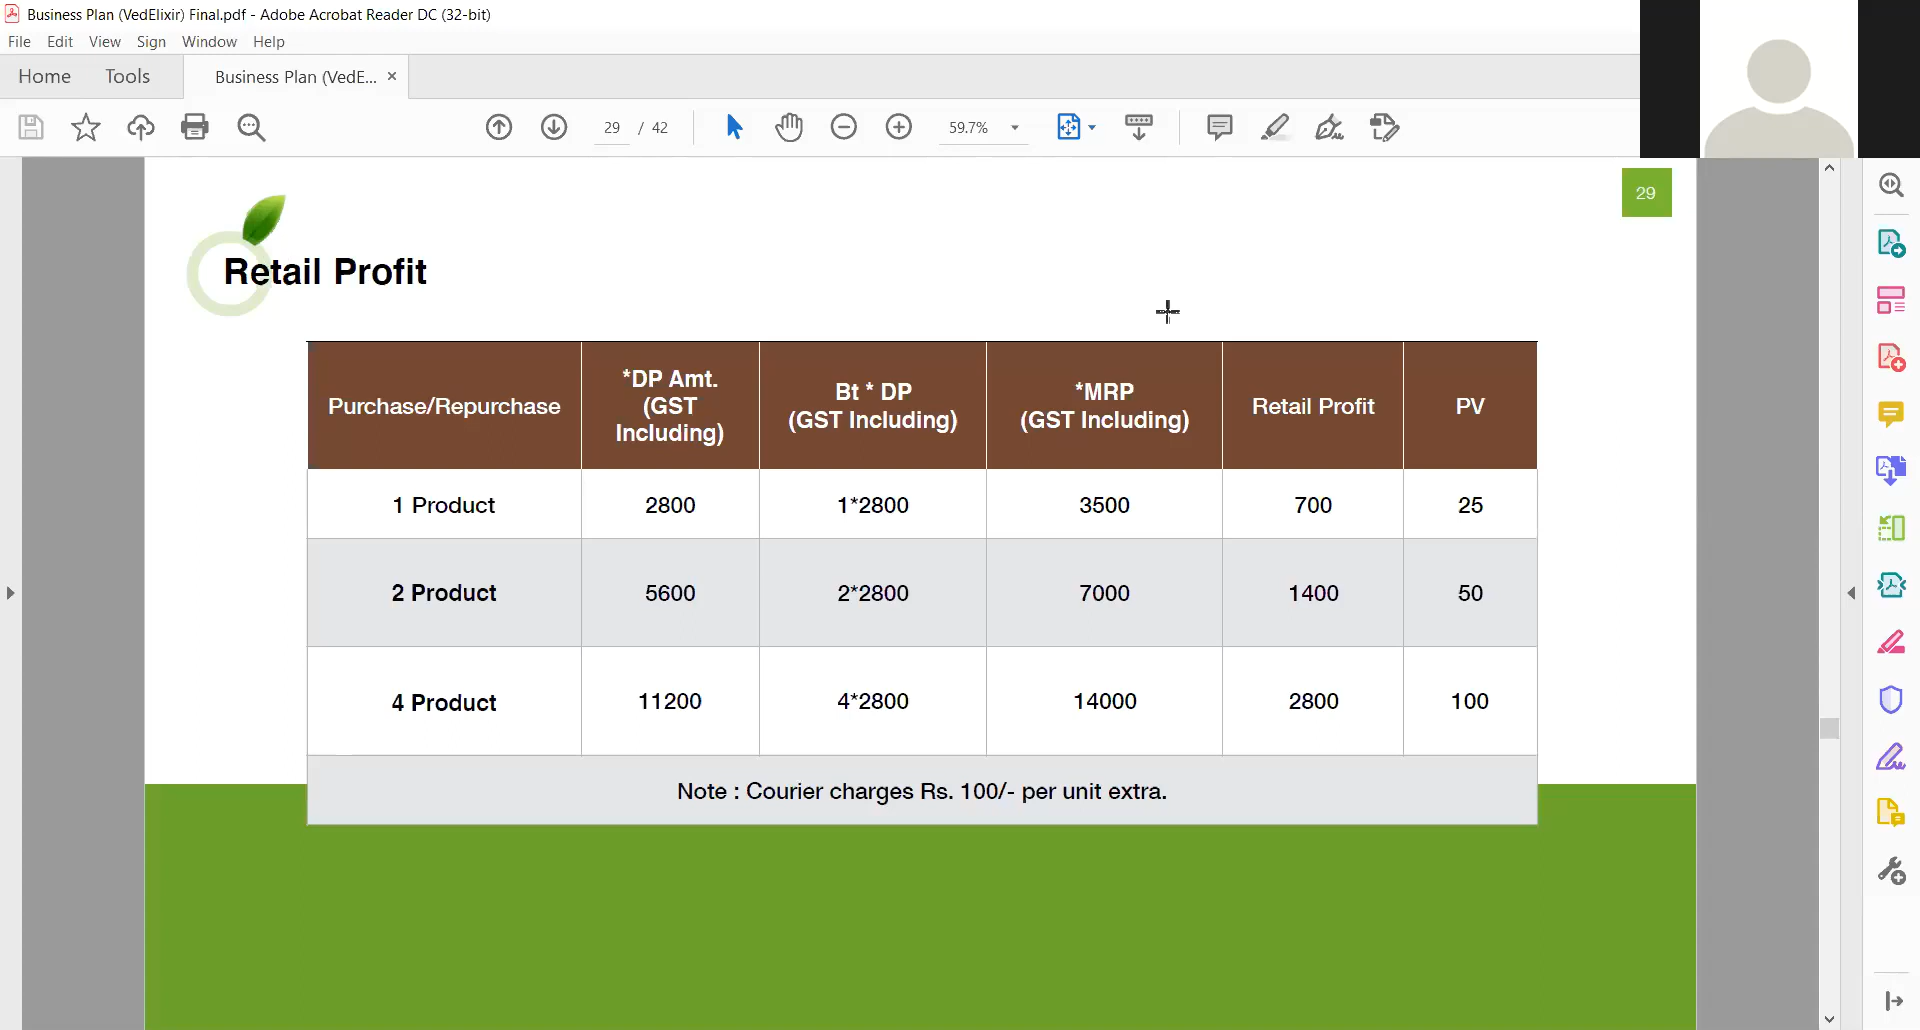 Business Plan (VedElixir) Final.pdf - Adobe Acrobat Reader DC (32-bit)
File Edit View Sign Window Help
Home Tools Business Plan (VedE... ×
29 / 42 59.7%
29
Retail Profit
Purchase/Repurchase *DP Amt. (GST Including) Bt * DP (GST Including) *MRP (GST Including) Retail Profit PV
1 Product 2800 1*2800 3500 700 25
2 Product 5600 2*2800 7000 1400 50
4 Product 11200 4*2800 14000 2800 100
Note : Courier charges Rs. 100/- per unit extra.